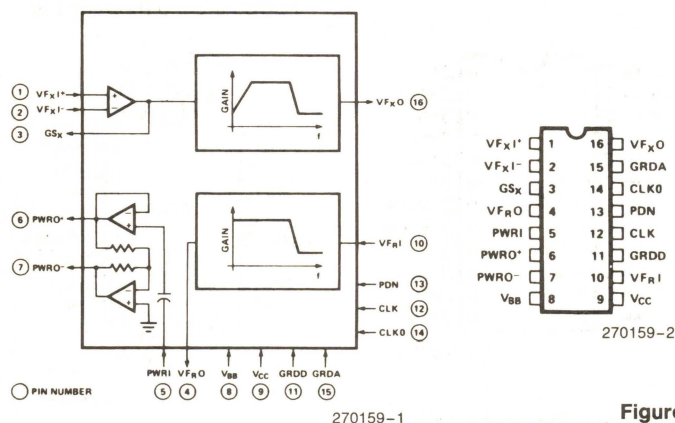 ① VFXI+
② VFXI-
③ GSX
GAIN
f
VFXO ⑯
⑥ PWRO+
⑦ PWRO-
GAIN
f
VFRI ⑩
PDN ⑬
CLK ⑫
CLK0 ⑭
PWRI VFRO VBB VCC GRDD GRDA
⑤ ④ ⑧ ⑨ ⑪ ⑮
○ PIN NUMBER
270159-1
VFXI+ 1 16 VFXO
VFXI- 2 15 GRDA
GSX 3 14 CLK0
VFRO 4 13 PDN
PWRI 5 12 CLK
PWRO+ 6 11 GRDD
PWRO- 7 10 VFRI
VBB 8 9 VCC
270159-2
Figure